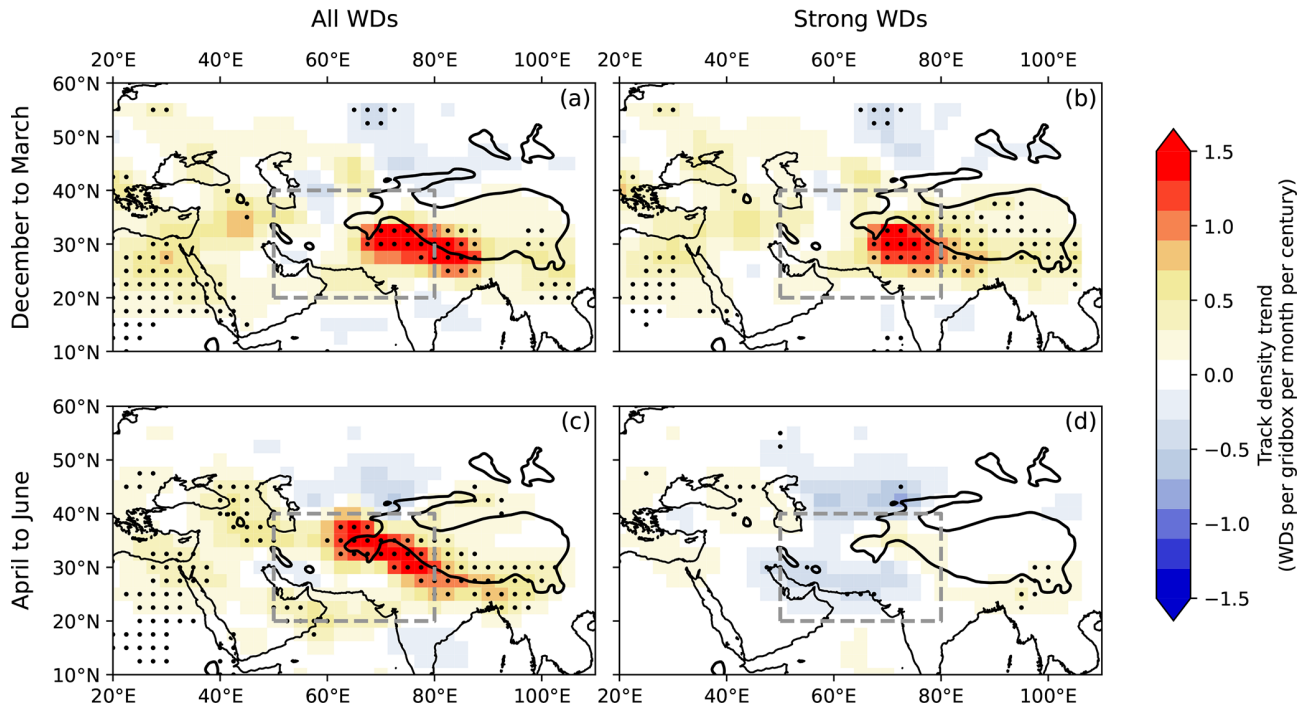 All WDs
Strong WDs
20°E 40°E 60°E 80°E 100°E
20°E 40°E 60°E 80°E 100°E
December to March
60°N
50°N
40°N
30°N
20°N
10°N
(a)
(b)
April to June
60°N
50°N
40°N
30°N
20°N
10°N
(c)
(d)
20°E 40°E 60°E 80°E 100°E
20°E 40°E 60°E 80°E 100°E
1.5
1.0
0.5
0.0
−0.5
−1.0
−1.5
Track density trend
(WDs per gridbox per month per century)